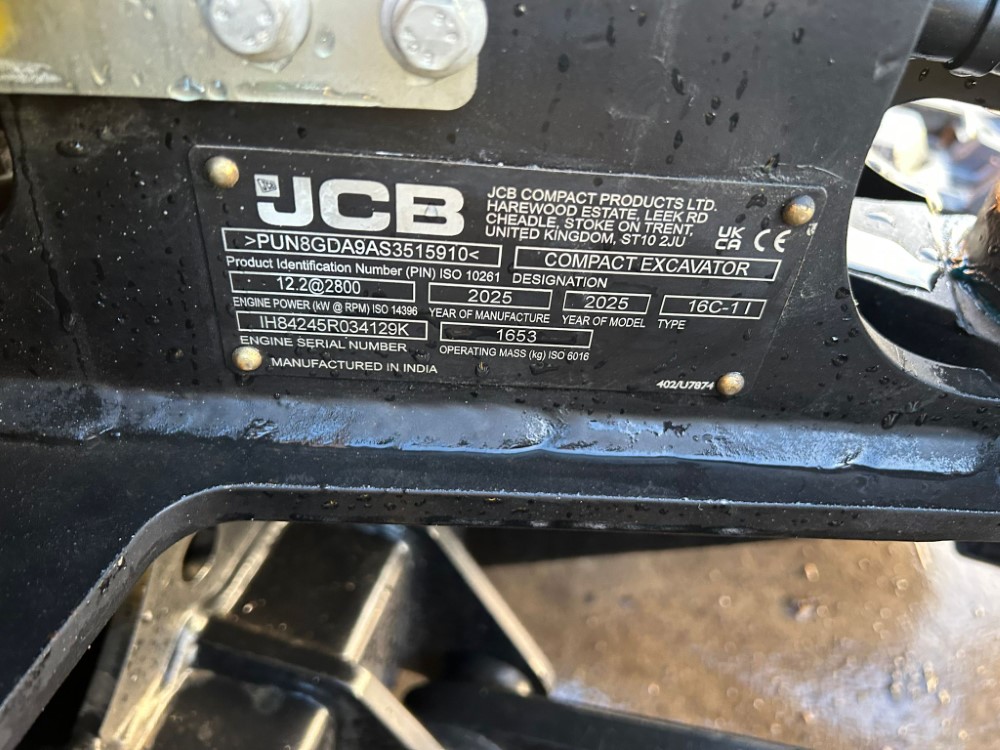 JCB
JCB COMPACT PRODUCTS LTD.
HAREWOOD ESTATE, LEEK RD
CHEADLE, STOKE ON TRENT,
UNITED KINGDOM, ST10 2JU
UK
CA CE
>PUN8GDA9AS3515910<
Product Identification Number (PIN) ISO 10261
COMPACT EXCAVATOR
DESIGNATION
12.2@2800
ENGINE POWER (kW @ RPM) ISO 14396
2025
YEAR OF MANUFACTURE
2025
YEAR OF MODEL
16C-1 I
TYPE
IH84245R034129K
ENGINE SERIAL NUMBER
1653
OPERATING MASS (kg) ISO 6016
MANUFACTURED IN INDIA
402/U7874